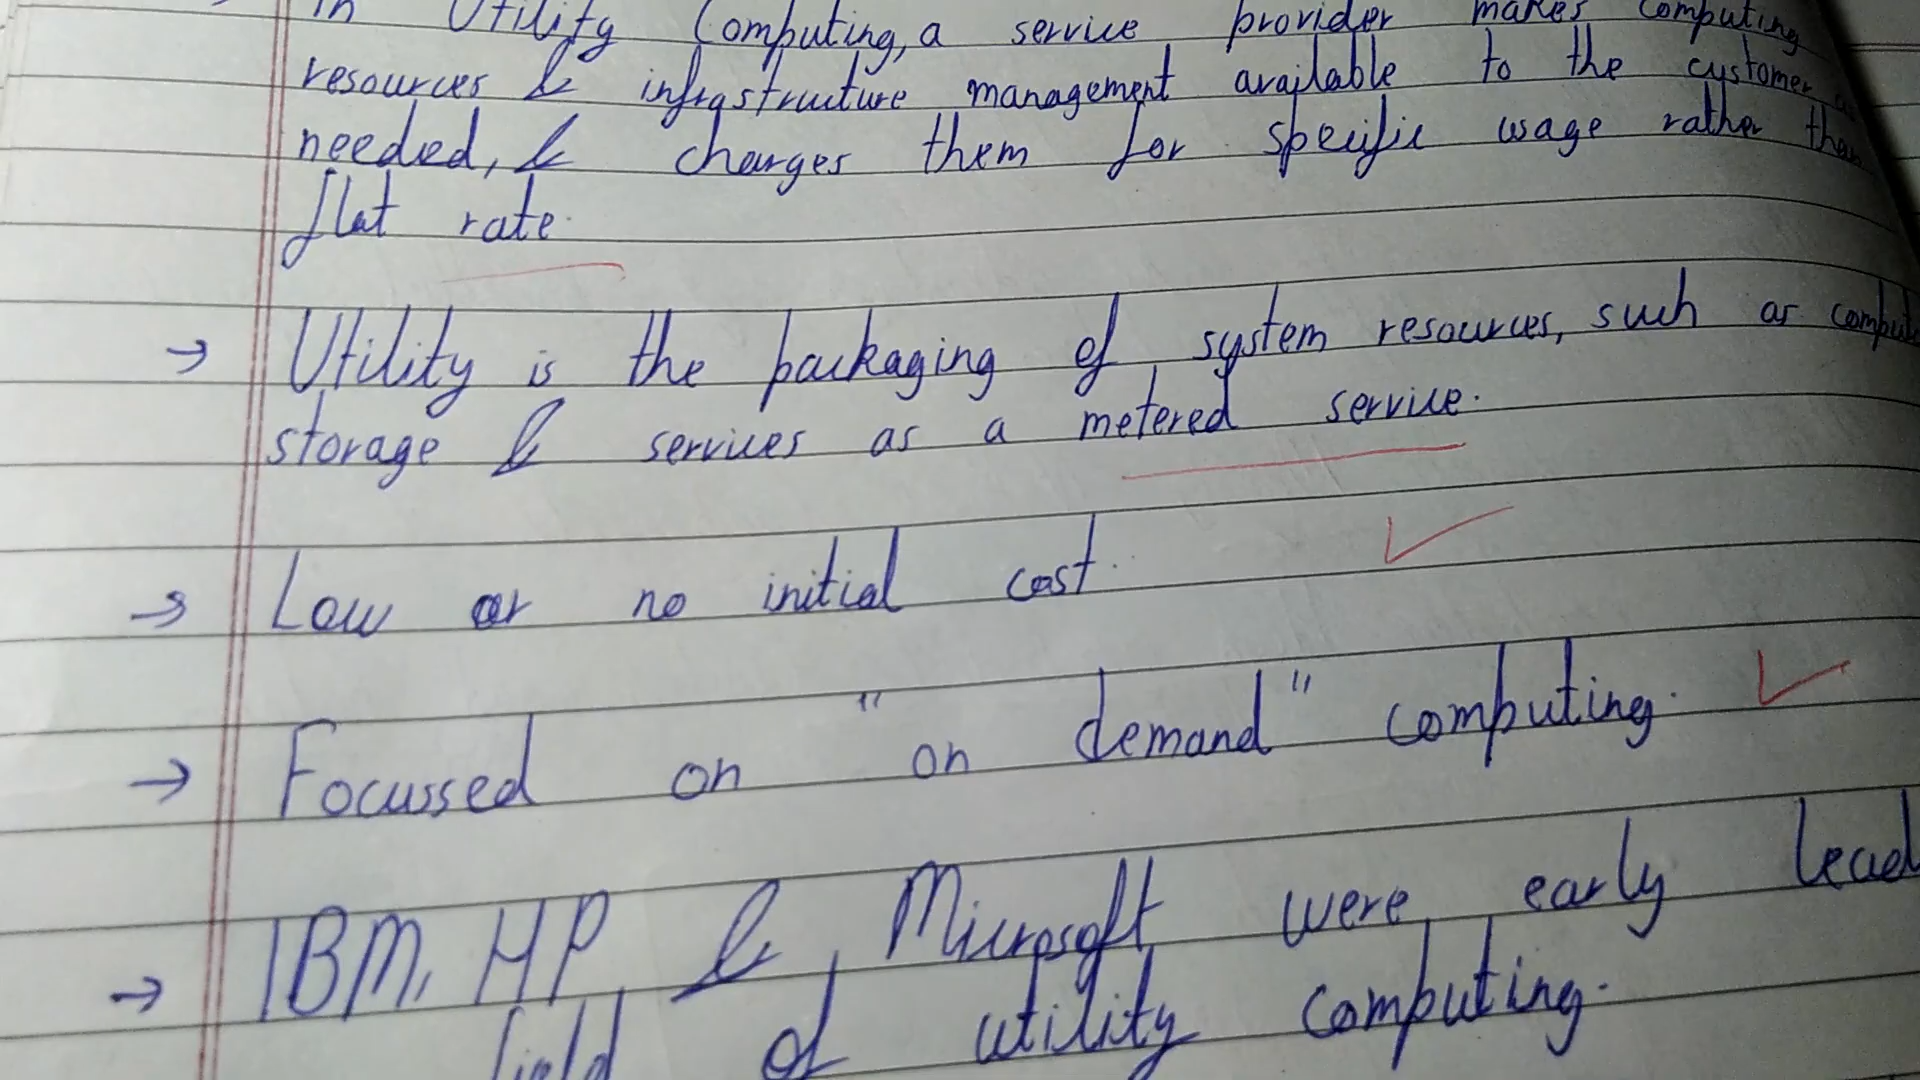 In Utility Computing, a service provider makes computing
resources & infrastructure management available to the customer
needed, & charges them for specific usage rather than
flat rate.
→ Utility is the packaging of system resources, such as
storage & services as a metered service.
→ Low or no initial cost.
→ Focussed on " on demand" computing.
→ IBM, HP & Microsoft were early lead
field of utility computing.